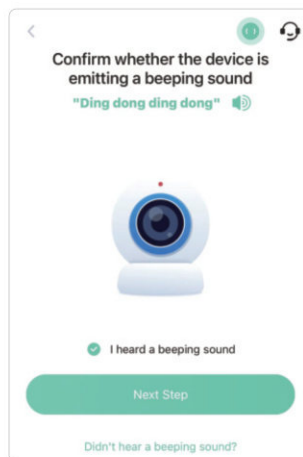 Confirm whether the device is
emitting a beeping sound
"Ding dong ding dong"
I heard a beeping sound
Next Step
Didn't hear a beeping sound?